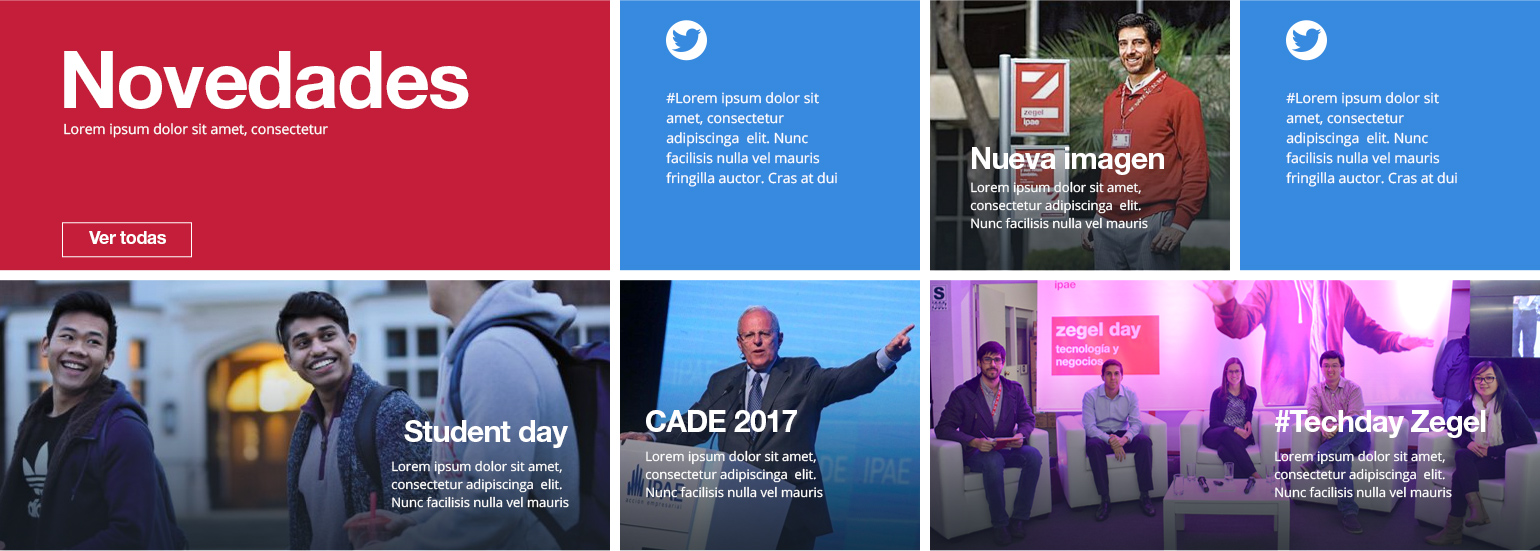 Novedades
Lorem ipsum dolor sit amet, consectetur
Ver todas
#Lorem ipsum dolor sit
amet, consectetur
adipiscinga elit. Nunc
facilisis nulla vel mauris
fringilla auctor. Cras at dui
zegel
ipae
Nueva imagen
Lorem ipsum dolor sit amet,
consectetur adipiscinga elit.
Nunc facilisis nulla vel mauris
#Lorem ipsum dolor sit
amet, consectetur
adipiscinga elit. Nunc
facilisis nulla vel mauris
fringilla auctor. Cras at dui
Student day
Lorem ipsum dolor sit amet,
consectetur adipiscinga elit.
Nunc facilisis nulla vel mauris
CADE 2017
Lorem ipsum dolor sit amet,
consectetur adipiscinga elit.
Nunc facilisis nulla vel mauris
DE IPAE
IPAE
ipae
zegel day
tecnología y
negocios
#Techday Zegel
Lorem ipsum dolor sit amet,
consectetur adipiscinga elit.
Nunc facilisis nulla vel mauris